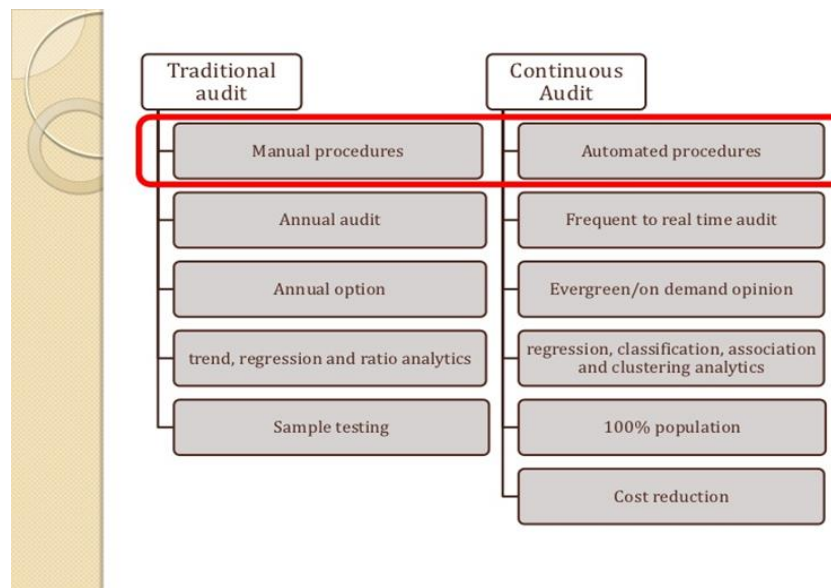 Traditional
audit
Manual procedures
Annual audit
Annual option
trend, regression and ratio analytics
Sample testing
Continuous
Audit
Automated procedures
Frequent to real time audit
Evergreen/on demand opinion
regression, classification, association
and clustering analytics
100% population
Cost reduction